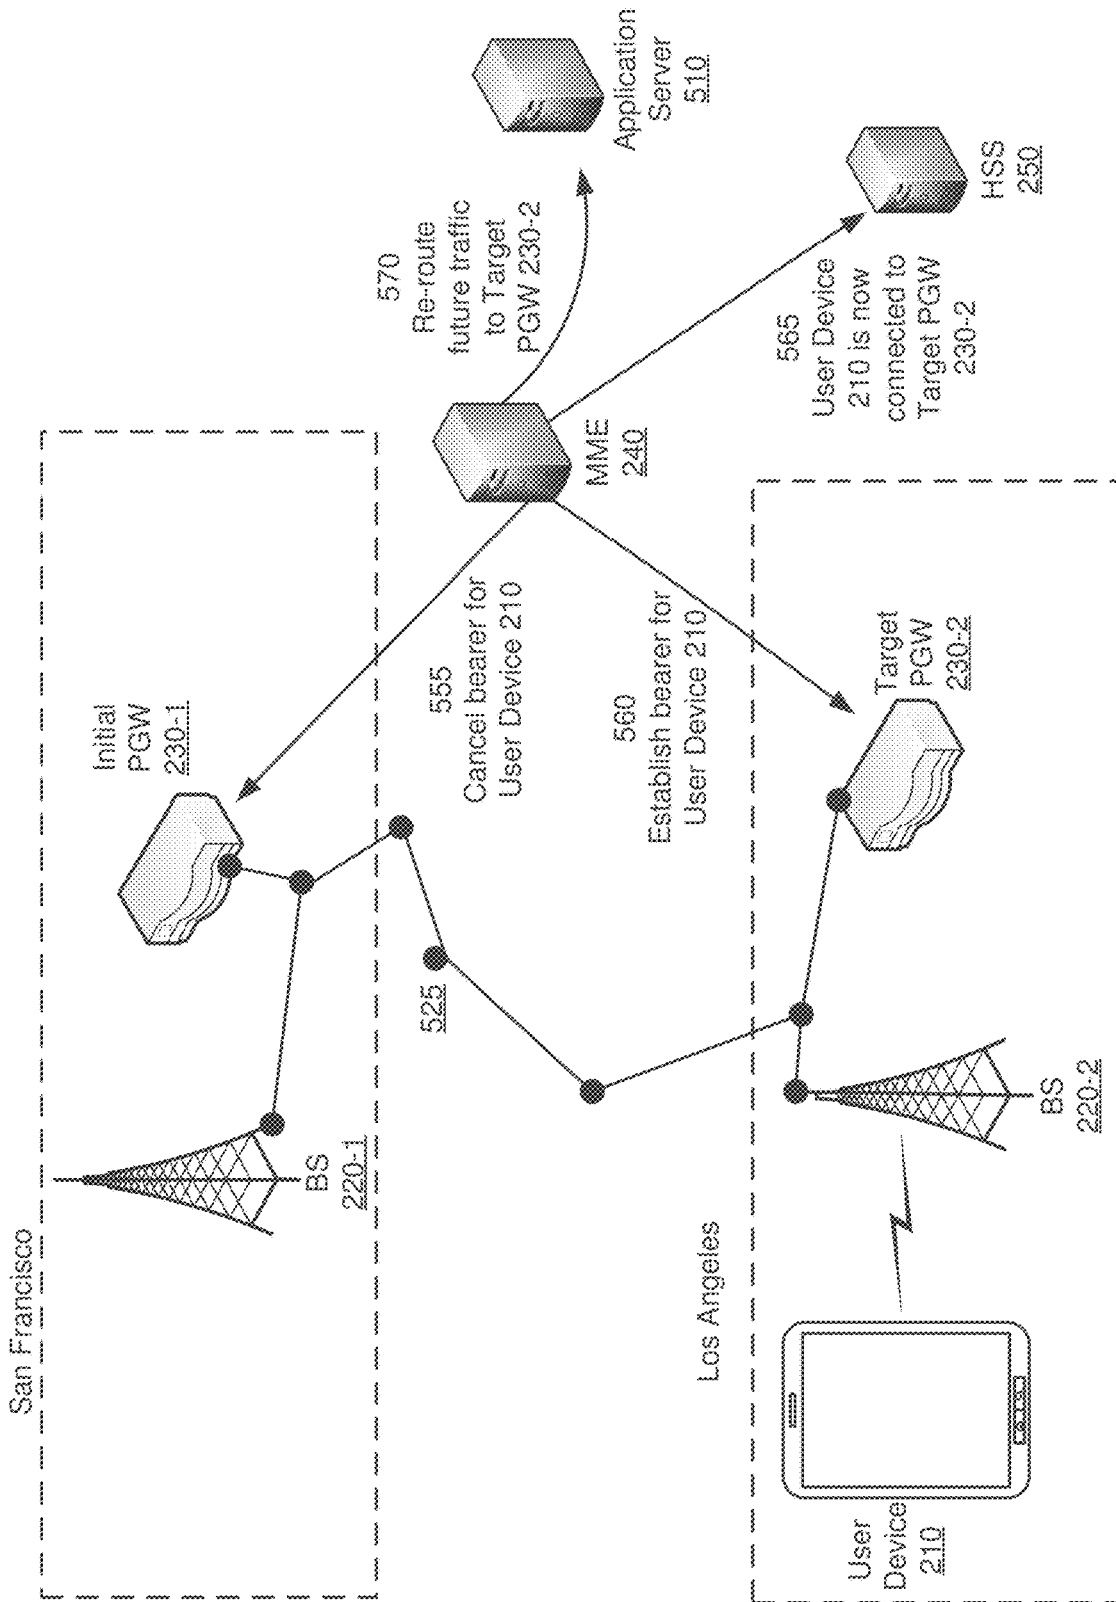 San Francisco
BS
220-1
Initial
PGW
230-1
525
555
Cancel bearer for
User Device 210
560
Establish bearer for
User Device 210
MME
240
570
Re-route
future traffic
to Target
PGW 230-2
Application
Server
510
565
User Device
210 is now
connected to
Target PGW
230-2
HSS
250
Los Angeles
User
Device
210
BS
220-2
Target
PGW
230-2